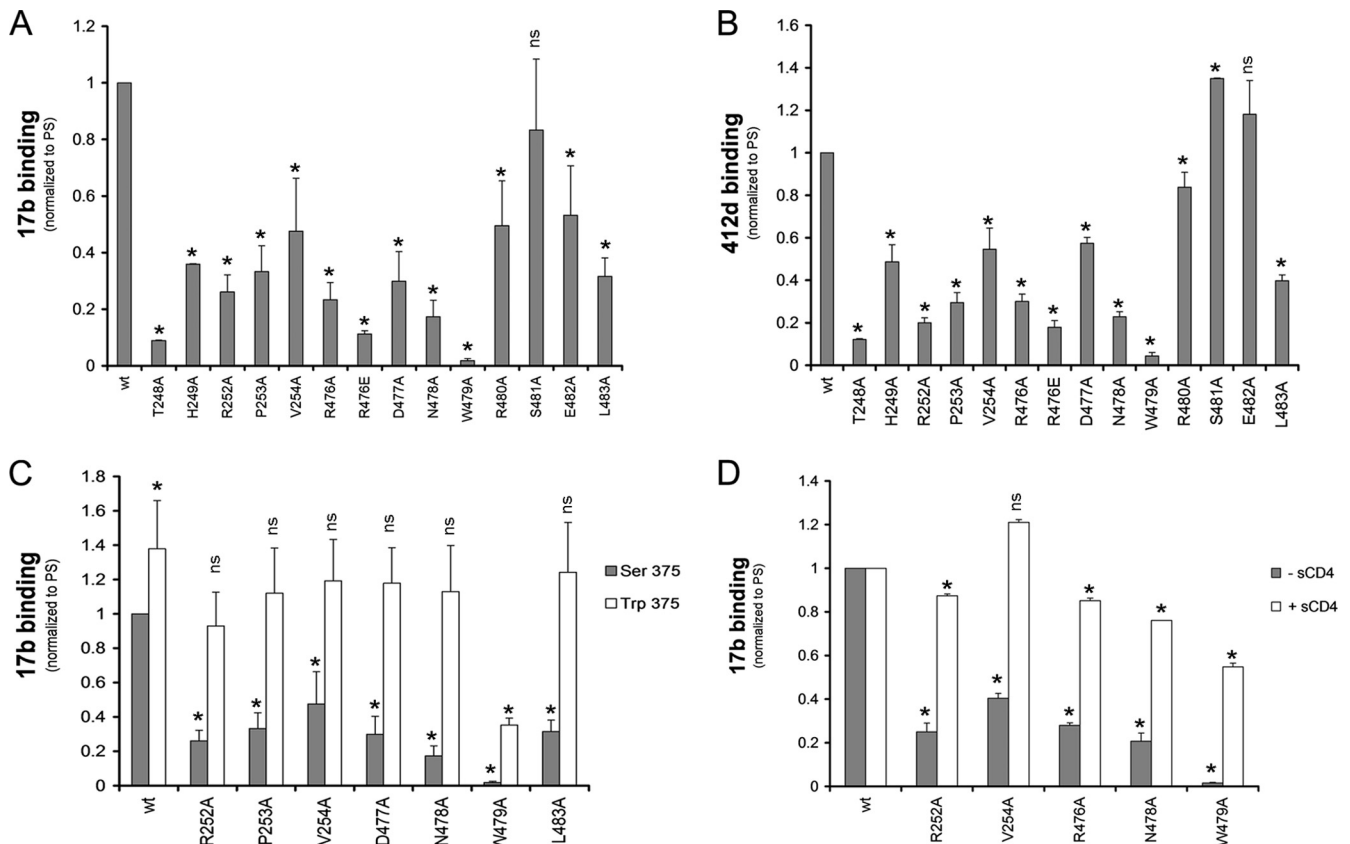 A
17b binding
(normalized to PS)
1.2
1
0.8
0.6
0.4
0.2
0
* * * * * * * * * * * ns * *
wt T248A H249A R252A P253A V254A R476A R476E D477A N478A W479A R480A S481A E482A L483A
B
412d binding
(normalized to PS)
1.6
1.4
1.2
1
0.8
0.6
0.4
0.2
0
* * * * * * * * * * * * ns *
wt T248A H249A R252A P253A V254A R476A R476E D477A N478A W479A R480A S481A E482A L483A
C
17b binding
(normalized to PS)
1.8
1.6
1.4
1.2
1
0.8
0.6
0.4
0.2
0
* * ns * ns * ns * ns * ns * * * ns
wt R252A P253A V254A D477A N478A W479A L483A
Ser 375
Trp 375
D
17b binding
(normalized to PS)
1.4
1.2
1
0.8
0.6
0.4
0.2
0
* * * ns * * * * * *
wt R252A V254A R476A N478A W479A
- sCD4
+ sCD4